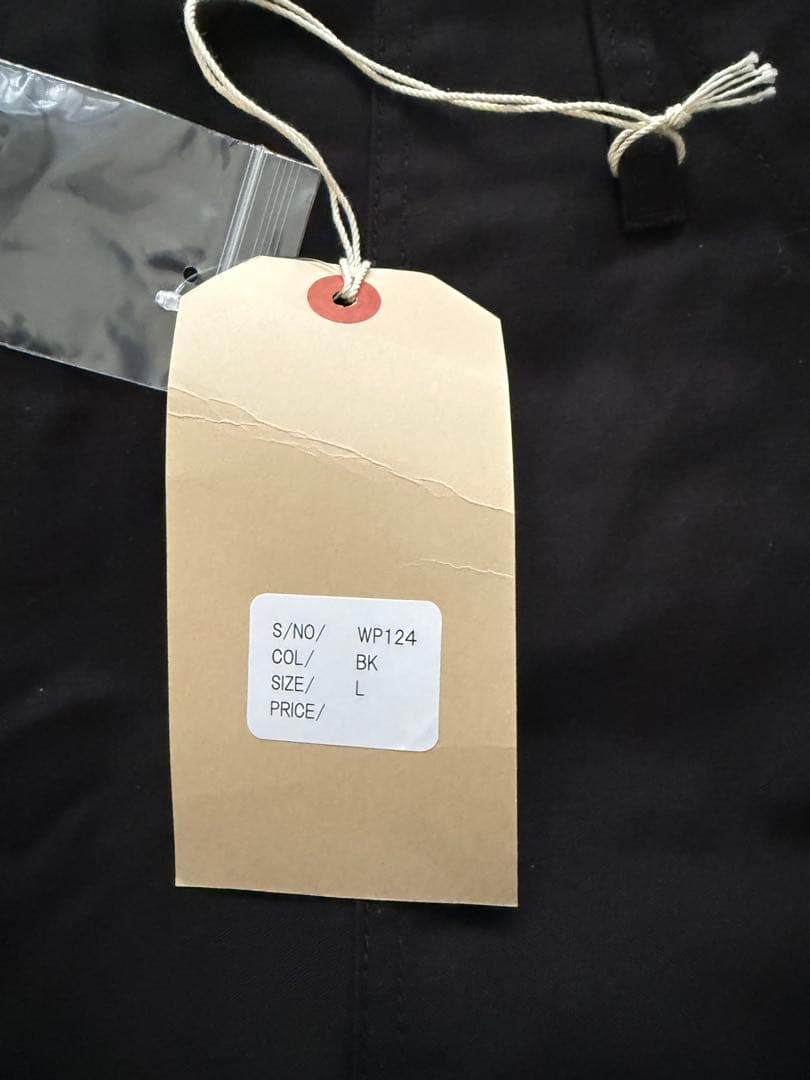 S/NO/ WP124
COL/ BK
SIZE/ L
PRICE/